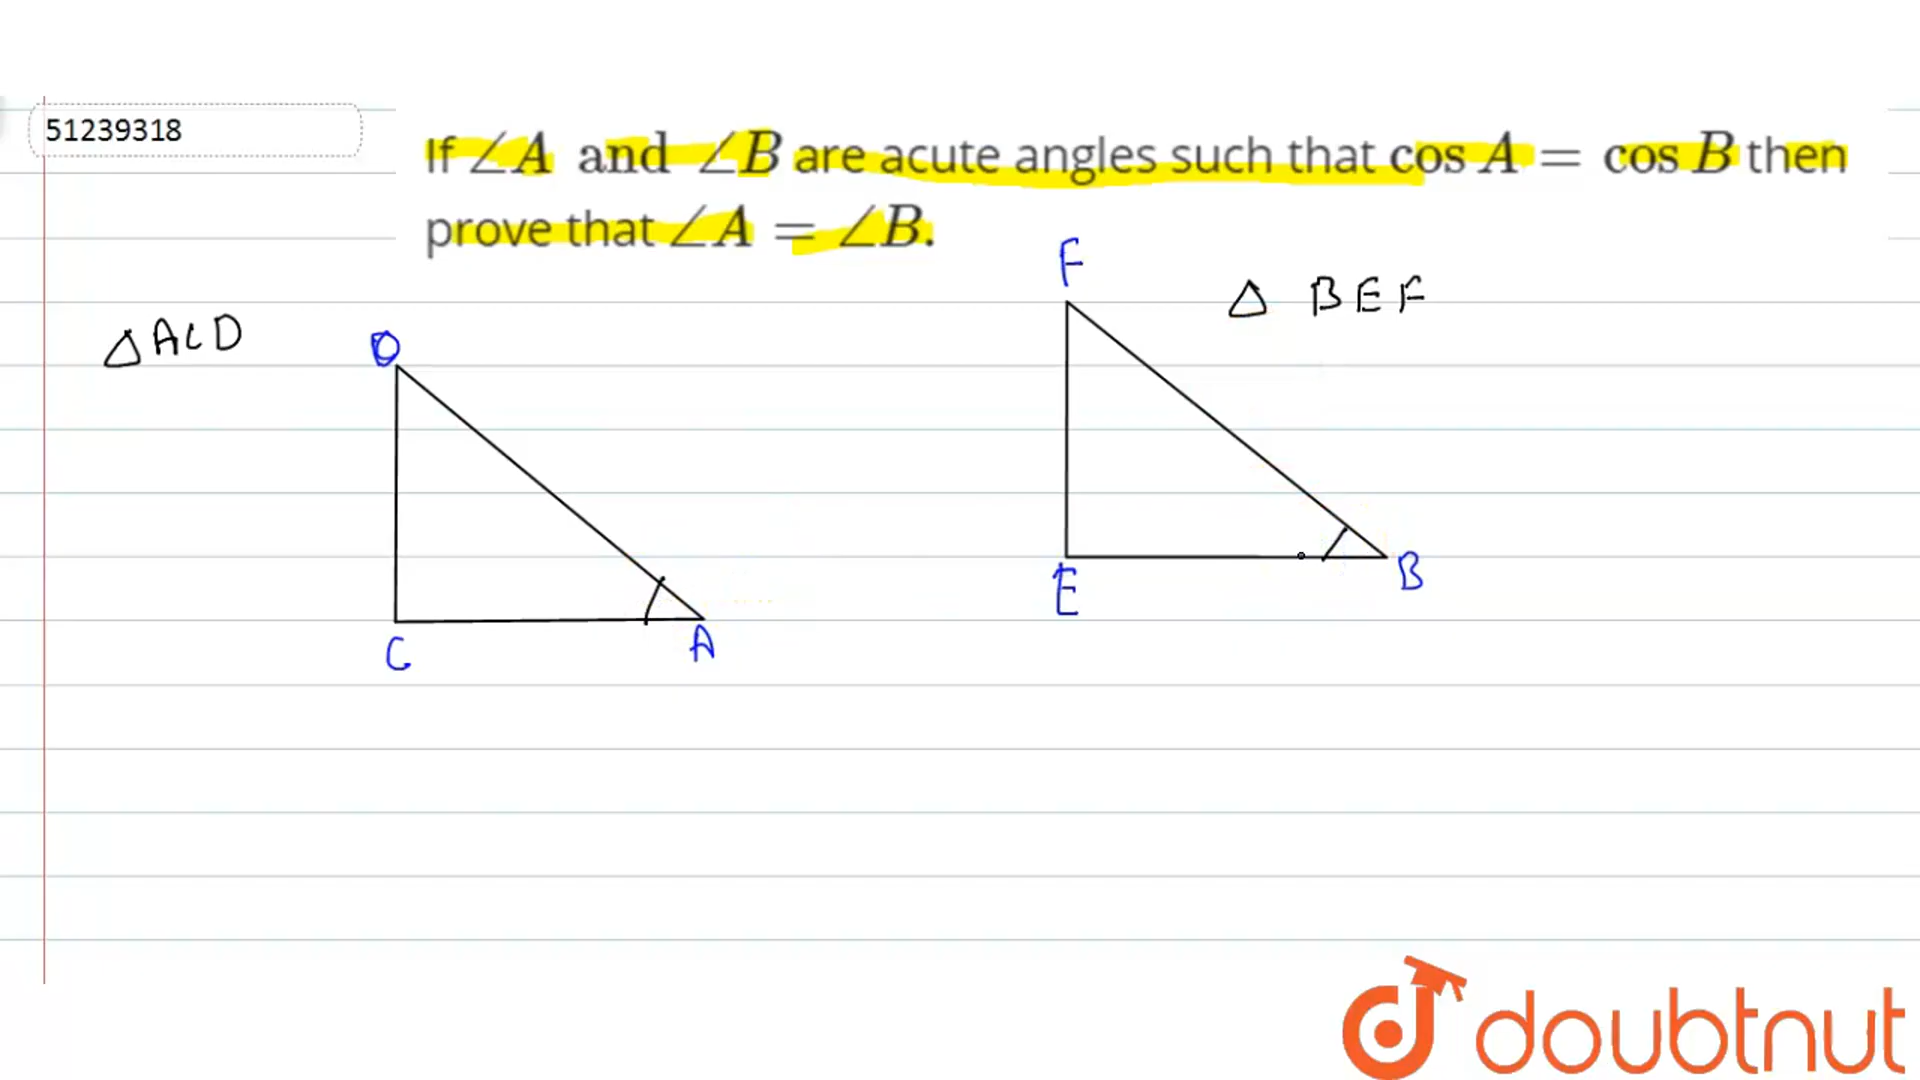 51239318
If ∠A and ∠B are acute angles such that cos A = cos B then
prove that ∠A = ∠B.
F
△ BEF
△ACD
D
E
B
C
A
doubtnut